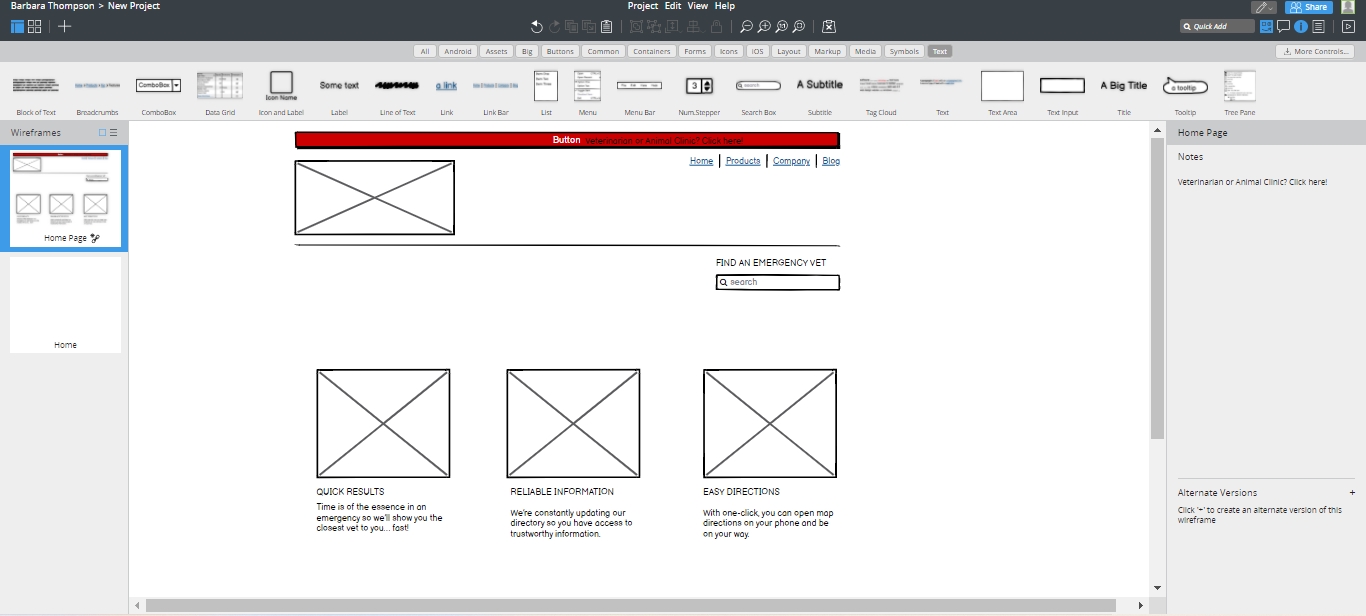 Barbara Thompson > New Project
Project Edit View Help
Share
Quick Add
All Android Assets Big Buttons Common Containers Forms Icons iOS Layout Markup Media Symbols Text
More Controls...
ComboBox
Icon Name
Some text
a link
3
search
A Subtitle
A Big Title
a tooltip
Block of Text Breadcrumbs ComboBox Data Grid Icon and Label Label Line of Text Link Link Bar List Menu Menu Bar Num.Stepper Search Box Subtitle Tag Cloud Text Text Area Text Input Title Tooltip Tree Pane
Wireframes
Home Page
Home
Button Veterinarian or Animal Clinic? Click here!
Home Products Company Blog
FIND AN EMERGENCY VET
search
QUICK RESULTS
Time is of the essence in an
emergency so we'll show you the
closest vet to you... fast!
RELIABLE INFORMATION
We're constantly updating our
directory so you have access to
trustworthy information.
EASY DIRECTIONS
With one-click, you can open map
directions on your phone and be
on your way.
Home Page
Notes
Veterinarian or Animal Clinic? Click here!
Alternate Versions +
Click '+' to create an alternate version of this
wireframe